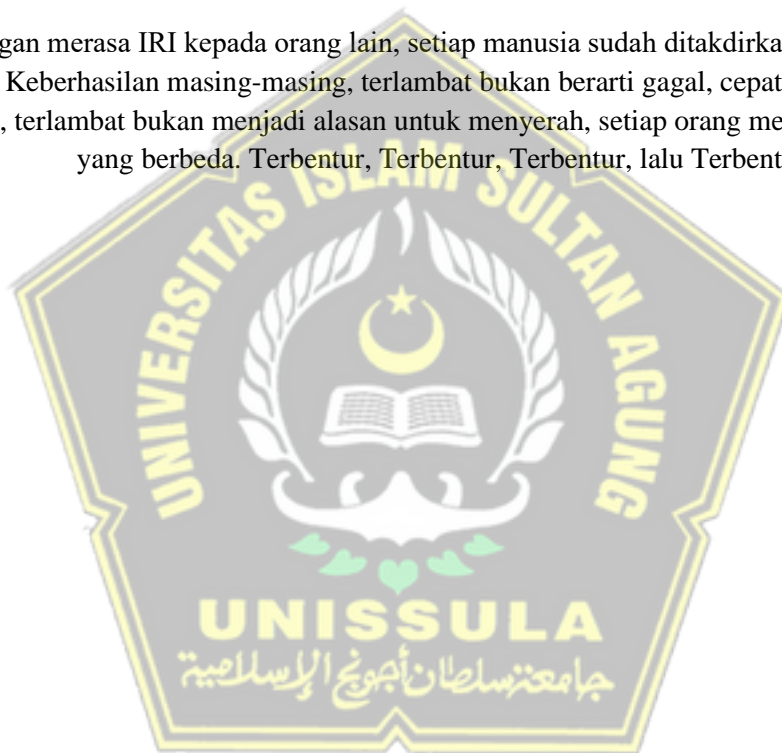 gan merasa IRI kepada orang lain, setiap manusia sudah ditakdirka
Keberhasilan masing-masing, terlambat bukan berarti gagal, cepat
, terlambat bukan menjadi alasan untuk menyerah, setiap orang me
yang berbeda. Terbentur, Terbentur, Terbentur, lalu Terbent
UNIVERSITAS ISLAM SULTAN AGUNG
UNISSULA
جامعة سلطان أجونج الإسلامية